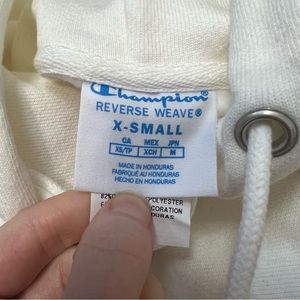 Champion®
REVERSE WEAVE®
X-SMALL
CA MEX JPN
XS/TP XCH M
MADE IN HONDURAS
FABRIQUÉ AU HONDURAS
HECHO EN HONDURAS
82% POLYESTER